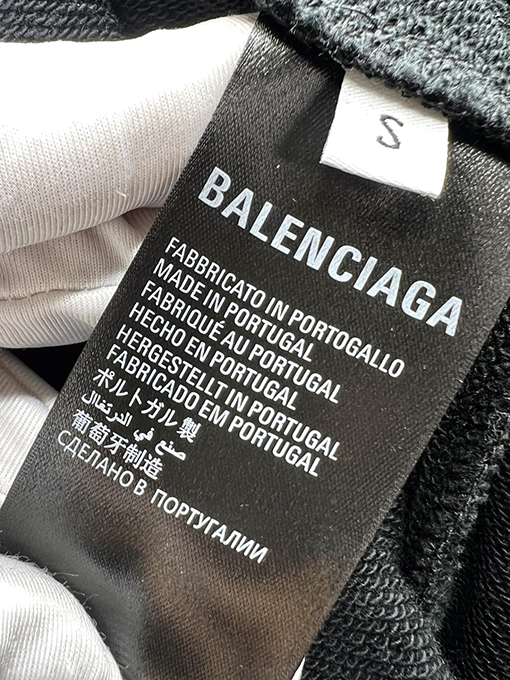 S
BALENCIAGA
FABBRICATO IN PORTOGALLO
MADE IN PORTUGAL
FABRIQUÉ AU PORTUGAL
HECHO EN PORTUGAL
HERGESTELLT IN PORTUGAL
FABRICADO EM PORTUGAL
ポルトガル製
صنع في البرتغال
葡萄牙制造
СДЕЛАНО В ПОРТУГАЛИИ